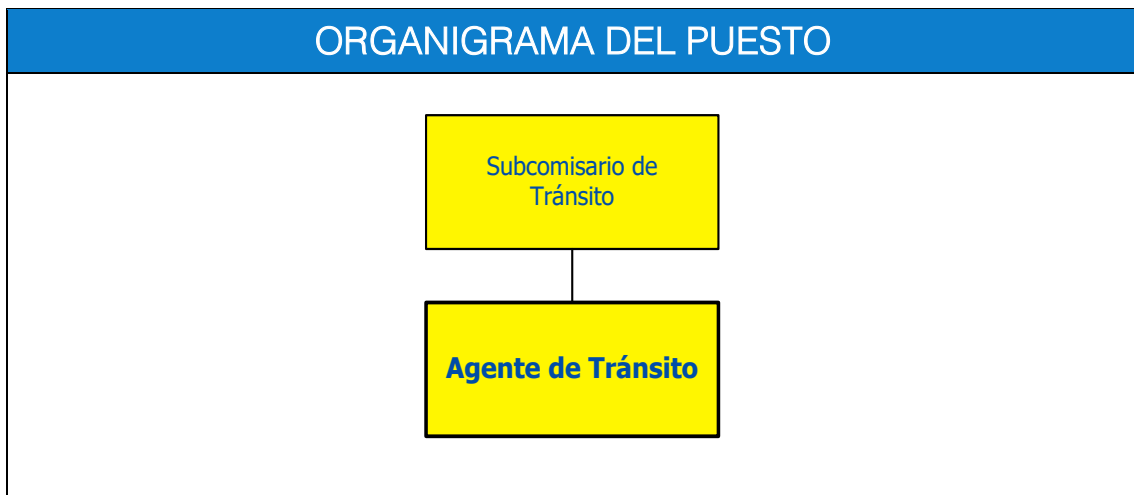 ORGANIGRAMA DEL PUESTO
Subcomisario de
Tránsito
Agente de Tránsito